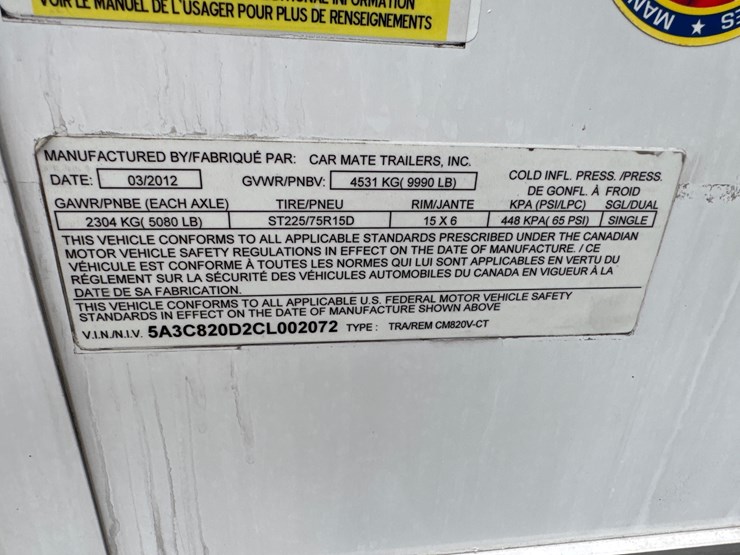 VOIR LE MANUEL DE L'USAGER POUR PLUS DE RENSEIGNEMENTS
MAN
MANUFACTURED BY/FABRIQUÉ PAR: CAR MATE TRAILERS, INC.
DATE: 03/2012 GVWR/PNBV: 4531 KG( 9990 LB) COLD INFL. PRESS. /PRESS.
DE GONFL. À FROID
GAWR/PNBE (EACH AXLE) TIRE/PNEU RIM/JANTE KPA (PSI/LPC) SGL/DUAL
2304 KG( 5080 LB) ST225/75R15D 15 X 6 448 KPA( 65 PSI) SINGLE
THIS VEHICLE CONFORMS TO ALL APPLICABLE STANDARDS PRESCRIBED UNDER THE CANADIAN
MOTOR VEHICLE SAFETY REGULATIONS IN EFFECT ON THE DATE OF MANUFACTURE. / CE
VÉHICULE EST CONFORME À TOUTES LES NORMES QUI LUI SONT APPLICABLES EN VERTU DU
RÈGLEMENT SUR LA SÉCURITÉ DES VÉHICULES AUTOMOBILES DU CANADA EN VIGUEUR À LA
DATE DE SA FABRICATION.
THIS VEHICLE CONFORMS TO ALL APPLICABLE U.S. FEDERAL MOTOR VEHICLE SAFETY
STANDARDS IN EFFECT ON THE DATE OF MANUFACTURE SHOWN ABOVE
V.I.N./N.I.V. 5A3C820D2CL002072 TYPE : TRA/REM CM820V-CT